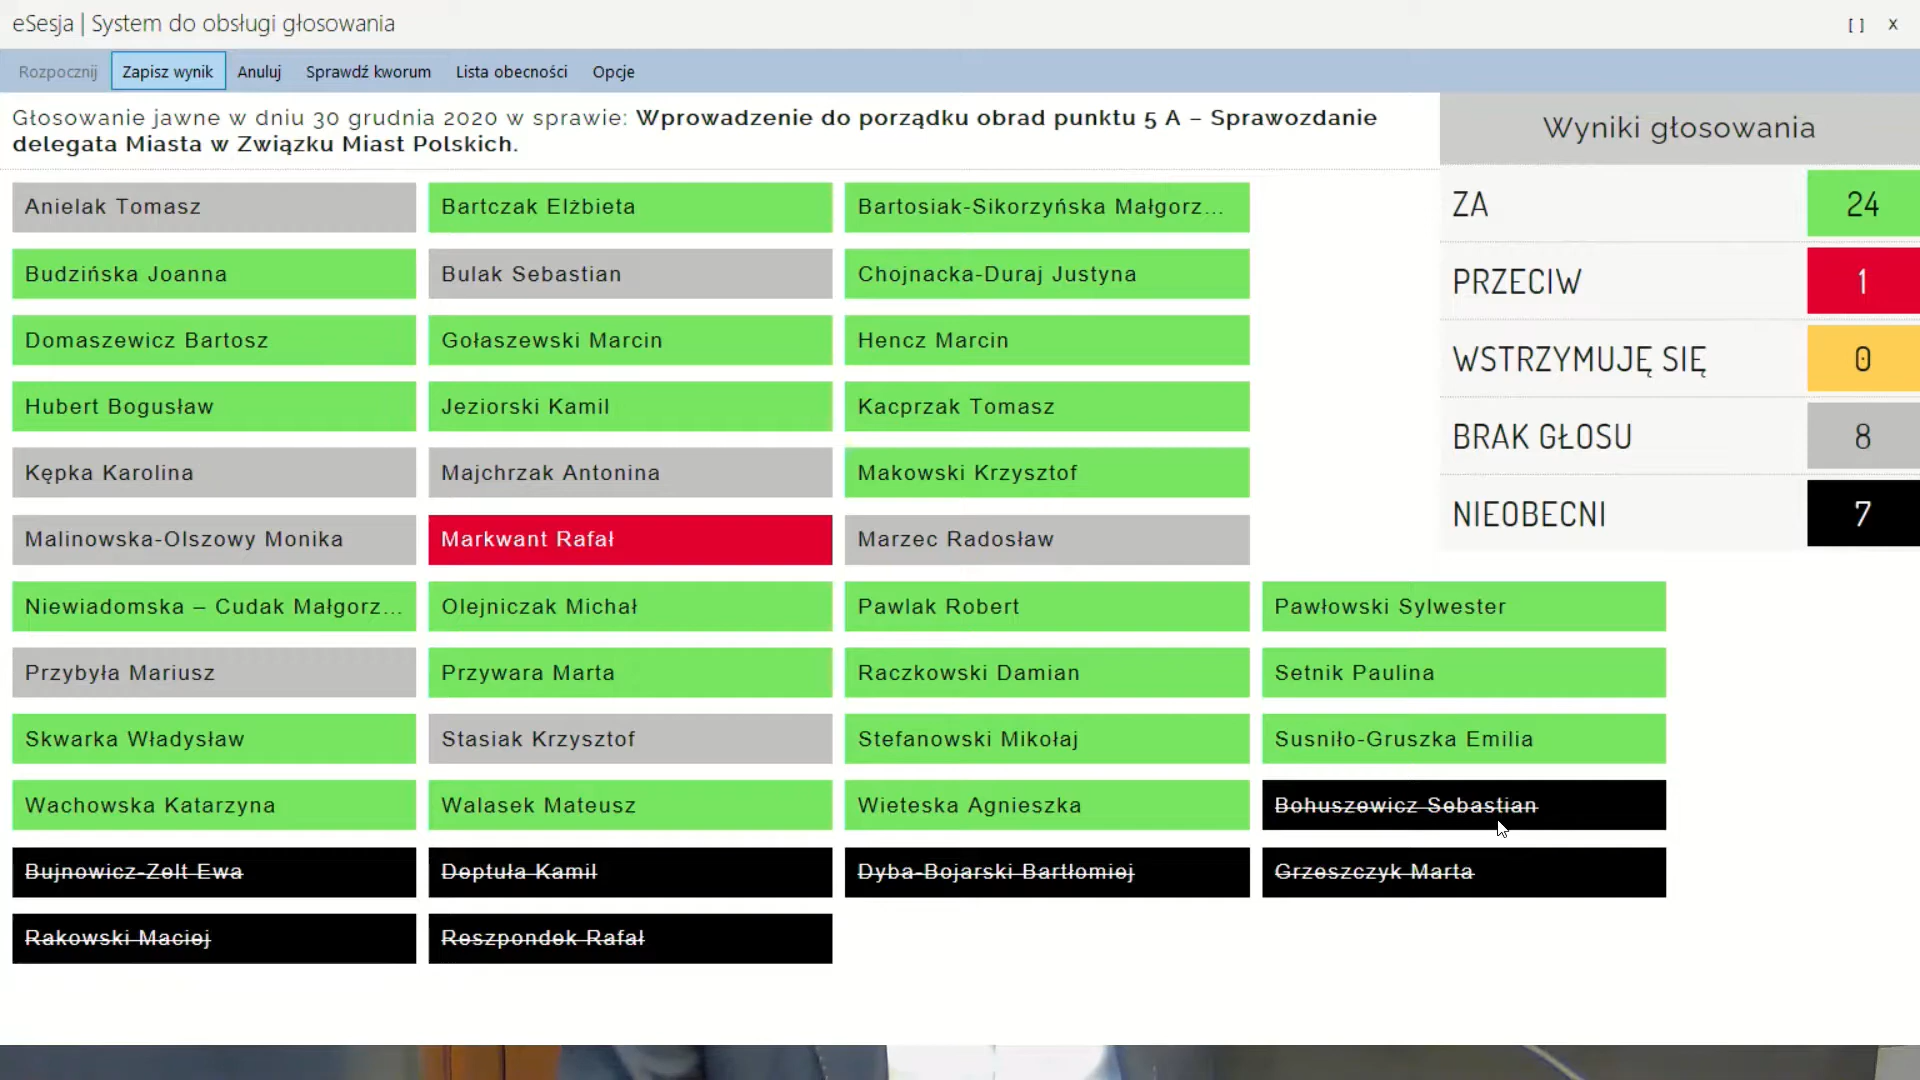 eSesja | System do obsługi głosowania
[ ] X
Rozpocznij Zapisz wynik Anuluj Sprawdź kworum Lista obecności Opcje
Głosowanie jawne w dniu 30 grudnia 2020 w sprawie: Wprowadzenie do porządku obrad punktu 5 A – Sprawozdanie
delegata Miasta w Związku Miast Polskich.
Wyniki głosowania
ZA 24
PRZECIW 1
WSTRZYMUJĘ SIĘ 0
BRAK GŁOSU 8
NIEOBECNI 7
Anielak Tomasz Bartczak Elżbieta Bartosiak-Sikorzyńska Małgorz...
Budzińska Joanna Bulak Sebastian Chojnacka-Duraj Justyna
Domaszewicz Bartosz Gołaszewski Marcin Hencz Marcin
Hubert Bogusław Jeziorski Kamil Kacprzak Tomasz
Kępka Karolina Majchrzak Antonina Makowski Krzysztof
Malinowska-Olszowy Monika Markwant Rafał Marzec Radosław
Niewiadomska – Cudak Małgorz... Olejniczak Michał Pawlak Robert Pawłowski Sylwester
Przybyła Mariusz Przywara Marta Raczkowski Damian Setnik Paulina
Skwarka Władysław Stasiak Krzysztof Stefanowski Mikołaj Susniło-Gruszka Emilia
Wachowska Katarzyna Walasek Mateusz Wieteska Agnieszka Bohuszewicz Sebastian
Bujnowicz-Zelt Ewa Deptuła Kamil Dyba-Bojarski Bartłomiej Grzeszczyk Marta
Rakowski Maciej Reszpondek Rafał